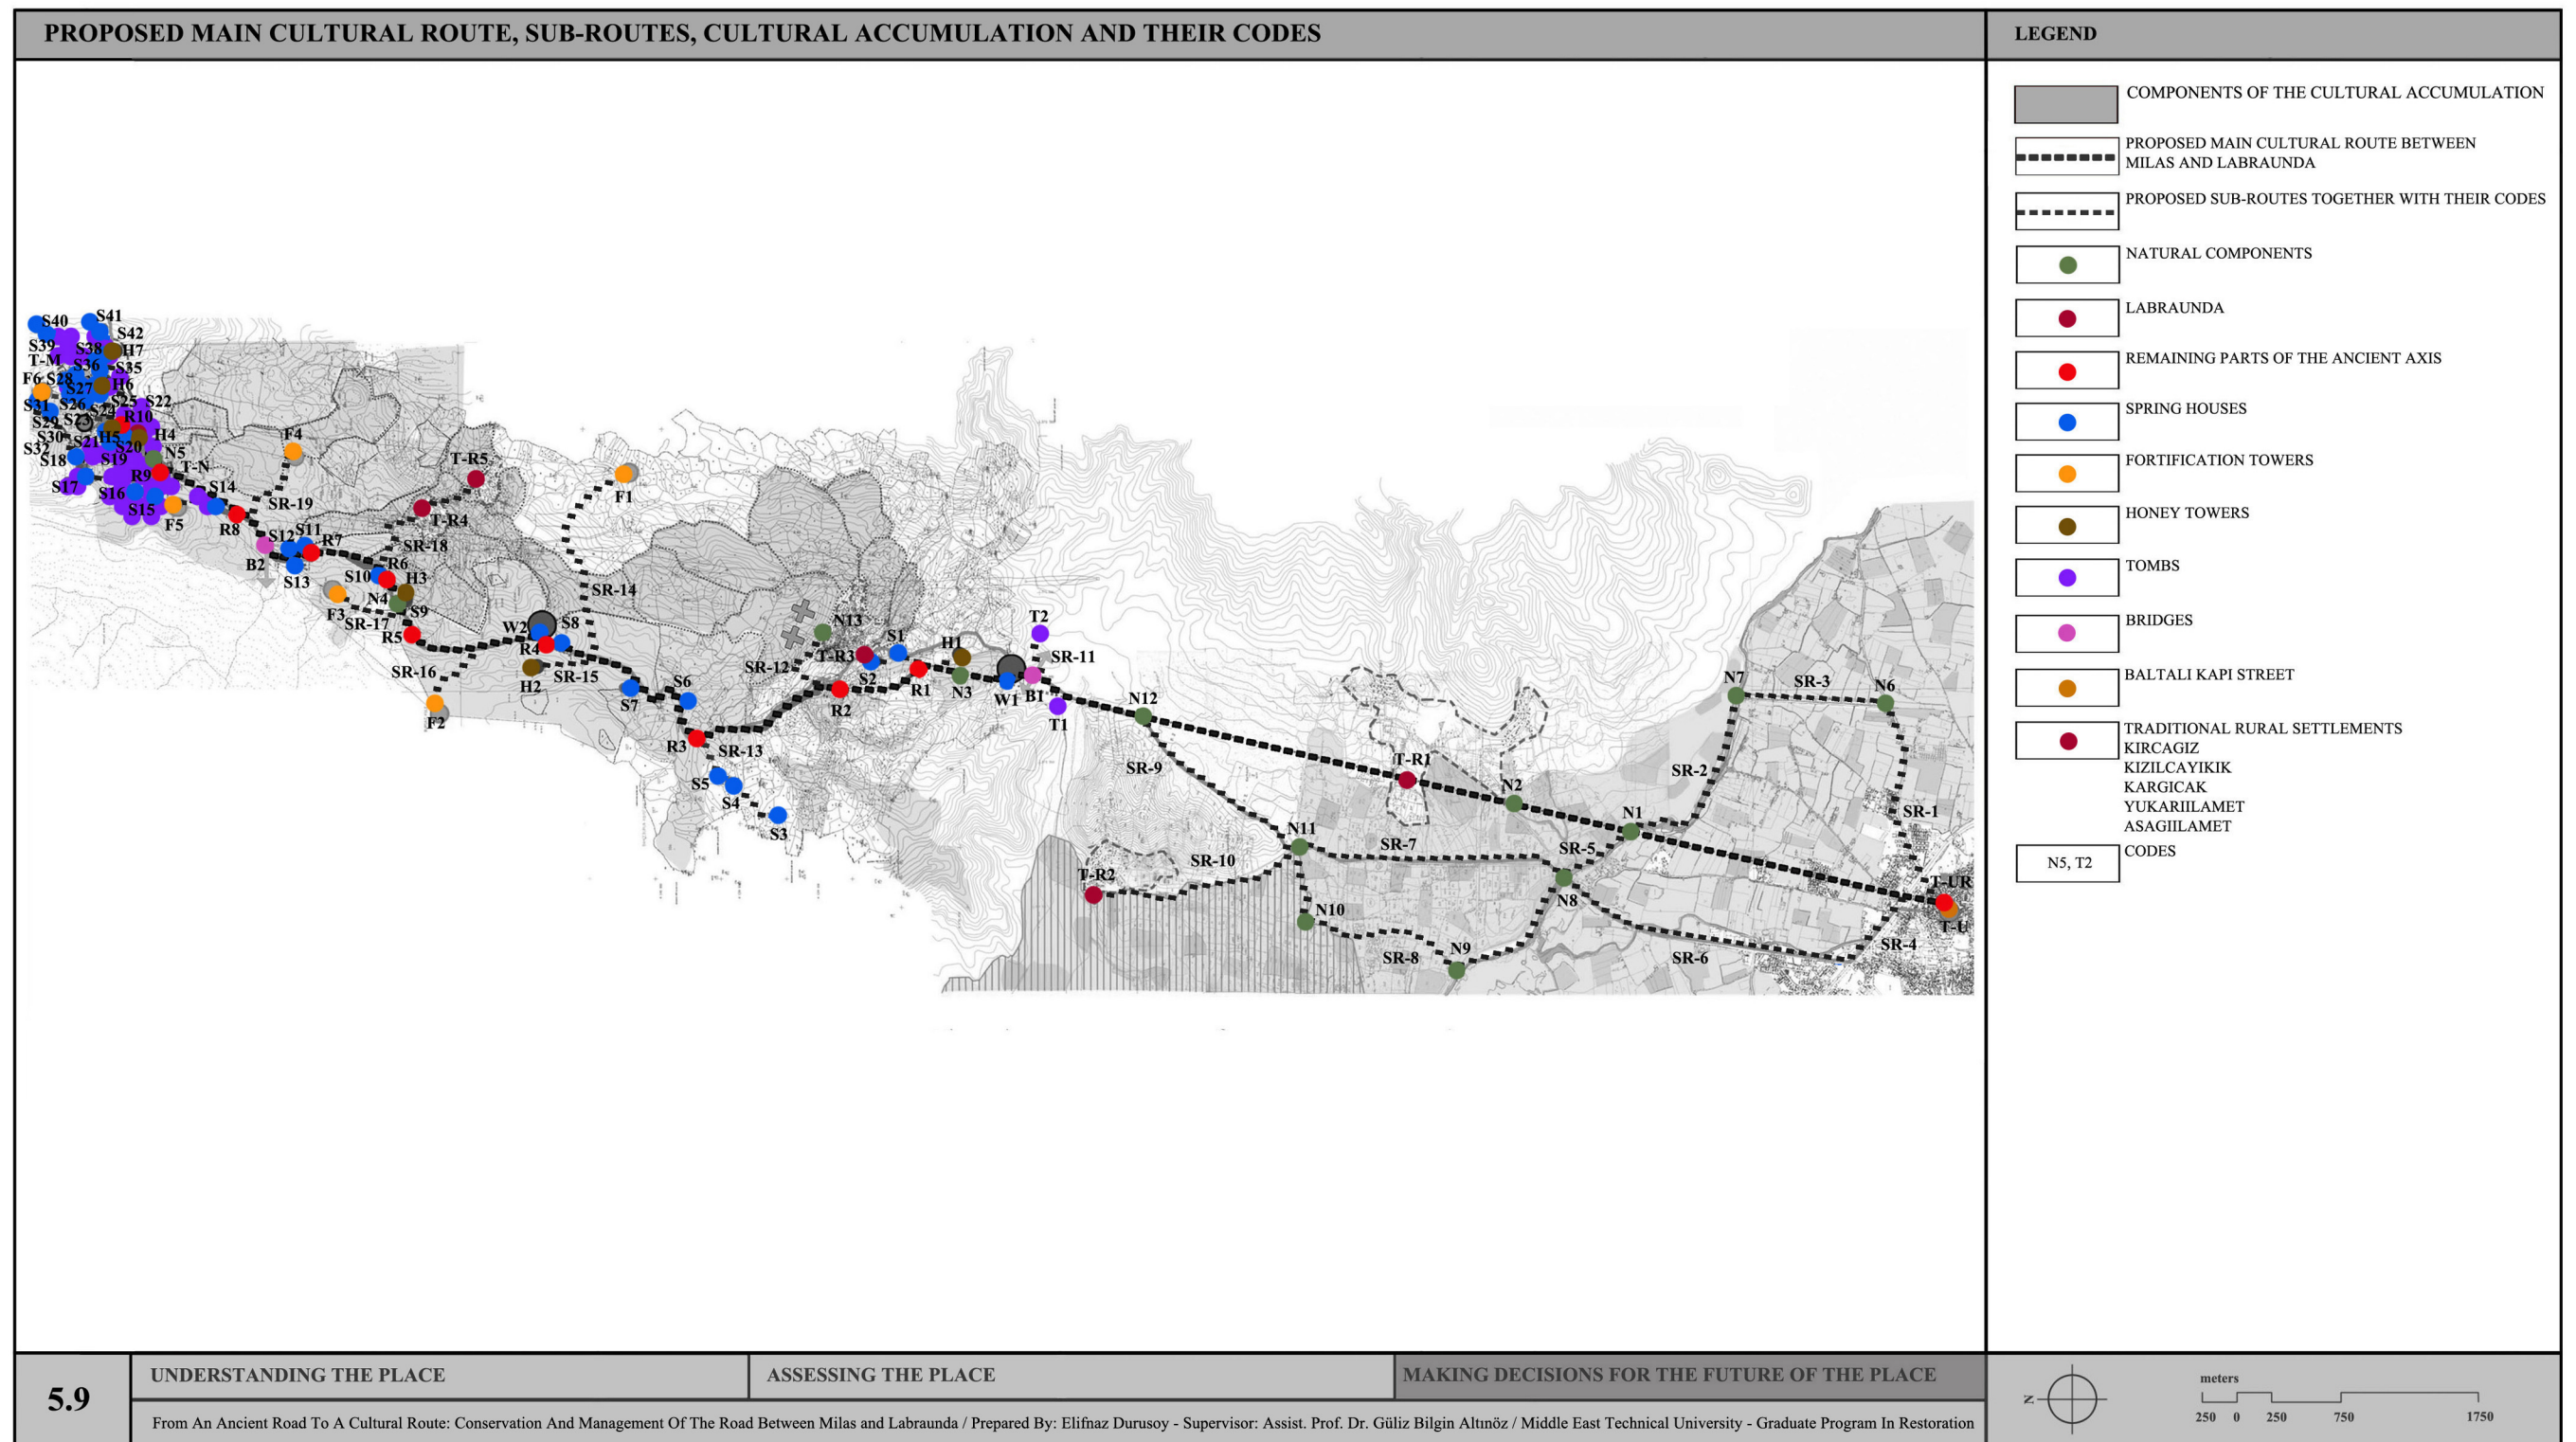 PROPOSED MAIN CULTURAL ROUTE, SUB-ROUTES, CULTURAL ACCUMULATION AND THEIR CODES
LEGEND
COMPONENTS OF THE CULTURAL ACCUMULATION
PROPOSED MAIN CULTURAL ROUTE BETWEEN
MILAS AND LABRAUNDA
PROPOSED SUB-ROUTES TOGETHER WITH THEIR CODES
NATURAL COMPONENTS
LABRAUNDA
REMAINING PARTS OF THE ANCIENT AXIS
SPRING HOUSES
FORTIFICATION TOWERS
HONEY TOWERS
TOMBS
BRIDGES
BALTALI KAPI STREET
TRADITIONAL RURAL SETTLEMENTS
KIRCAGIZ
KIZILCAYIKIK
KARGICAK
YUKARIILAMET
ASAGIILAMET
N5, T2
CODES
S40
S41
S42
S39
S38
H7
T-M
S36
S35
F6
S28
S27
H6
S31
S26
S25
S22
S24
S29
S23
R10
S30
H5
H4
S21
S20
S32
S18
S19
N5
R9
T-N
S17
S16
S14
S15
F5
R8
F4
SR-19
S12
S11
R7
B2
S13
T-R5
T-R4
SR-18
S10
R6
H3
N4
S9
F3
SR-17
R5
F1
SR-14
W2
S8
R4
H2
SR-15
SR-16
F2
S7
S6
R3
SR-13
S5
S4
S3
N13
SR-12
T-R3
S1
S2
R2
R1
H1
N3
W1
B1
T2
SR-11
T1
N12
SR-9
T-R1
N2
N1
N11
SR-7
SR-5
SR-10
T-R2
N10
N8
N9
SR-8
SR-6
SR-4
N7
SR-3
N6
SR-2
SR-1
T-UR
T-U
5.9
UNDERSTANDING THE PLACE
ASSESSING THE PLACE
MAKING DECISIONS FOR THE FUTURE OF THE PLACE
From An Ancient Road To A Cultural Route: Conservation And Management Of The Road Between Milas and Labraunda / Prepared By: Elifnaz Durusoy - Supervisor: Assist. Prof. Dr. Güliz Bilgin Altınöz / Middle East Technical University - Graduate Program In Restoration
N
meters
250 0 250 750 1750